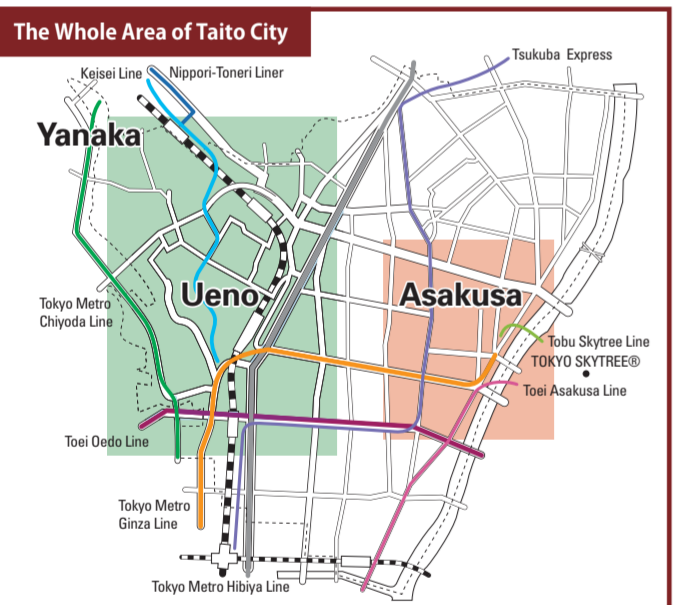 The Whole Area of Taito City
Tsukuba Express
Keisei Line
Nippori-Toneri Liner
Yanaka
Ueno
Asakusa
Tokyo Metro
Chiyoda Line
Tobu Skytree Line
TOKYO SKYTREE®
Toei Asakusa Line
Toei Oedo Line
Tokyo Metro
Ginza Line
Tokyo Metro Hibiya Line